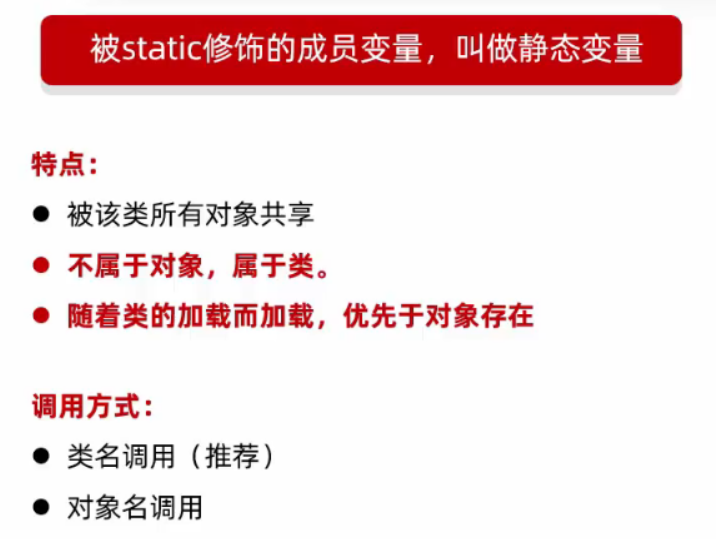 被static修饰的成员变量，叫做静态变量
特点：
● 被该类所有对象共享
● 不属于对象，属于类。
● 随着类的加载而加载，优先于对象存在
调用方式：
● 类名调用（推荐）
● 对象名调用